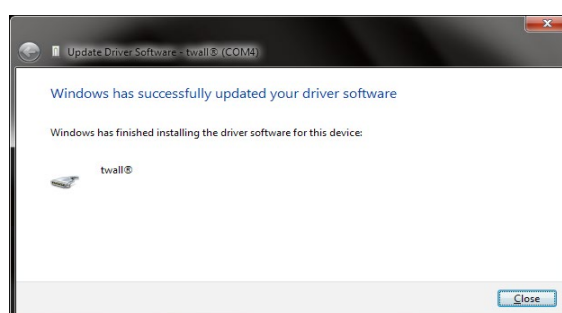 Update Driver Software - twall® (COM4)
Windows has successfully updated your driver software
Windows has finished installing the driver software for this device:
twall®
Close